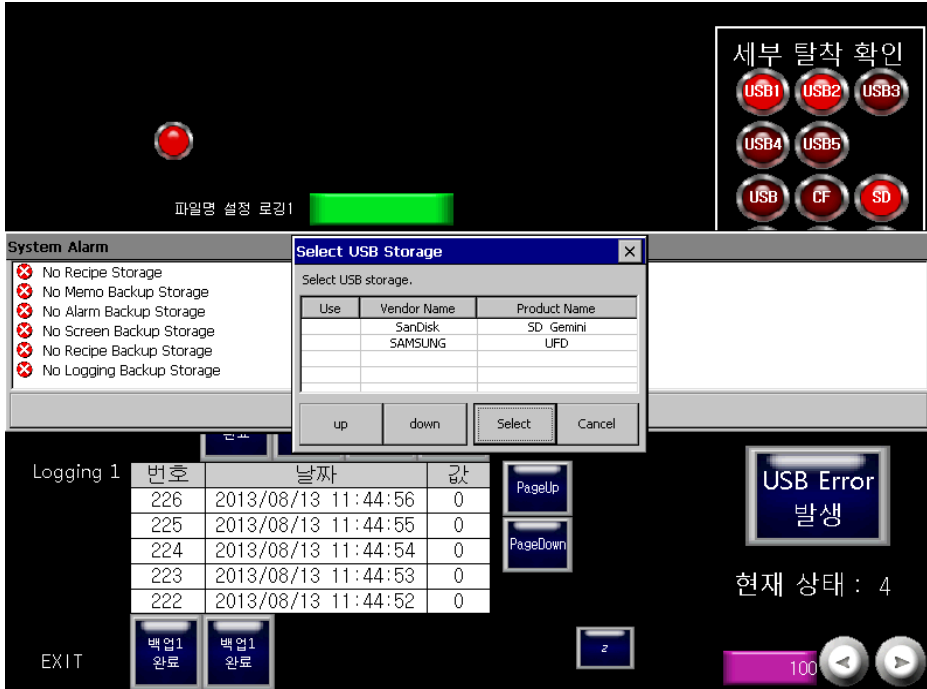 세부 탈착 확인
USB1 USB2 USB3
USB4 USB5
USB CF SD
파일명 설정 로깅1
System Alarm
No Recipe Storage
No Memo Backup Storage
No Alarm Backup Storage
No Screen Backup Storage
No Recipe Backup Storage
No Logging Backup Storage
Select USB Storage
Select USB storage.
Use Vendor Name Product Name
SanDisk SD Gemini
SAMSUNG UFD
up down Select Cancel
Logging 1
번호 날짜 값
226 2013/08/13 11:44:56 0
225 2013/08/13 11:44:55 0
224 2013/08/13 11:44:54 0
223 2013/08/13 11:44:53 0
222 2013/08/13 11:44:52 0
PageUp
PageDown
USB Error
발생
현재 상태 : 4
EXIT
백업1
완료
백업1
완료
z
100